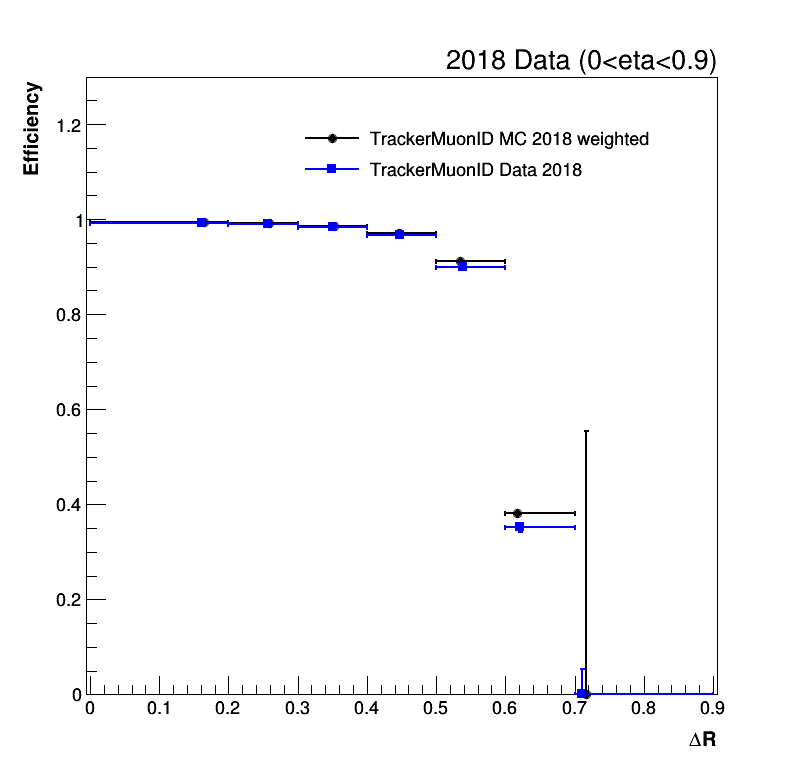 2018 Data (0<eta<0.9)
Efficiency
TrackerMuonID MC 2018 weighted
TrackerMuonID Data 2018
1.2
1
0.8
0.6
0.4
0.2
0
0 0.1 0.2 0.3 0.4 0.5 0.6 0.7 0.8 0.9
ΔR